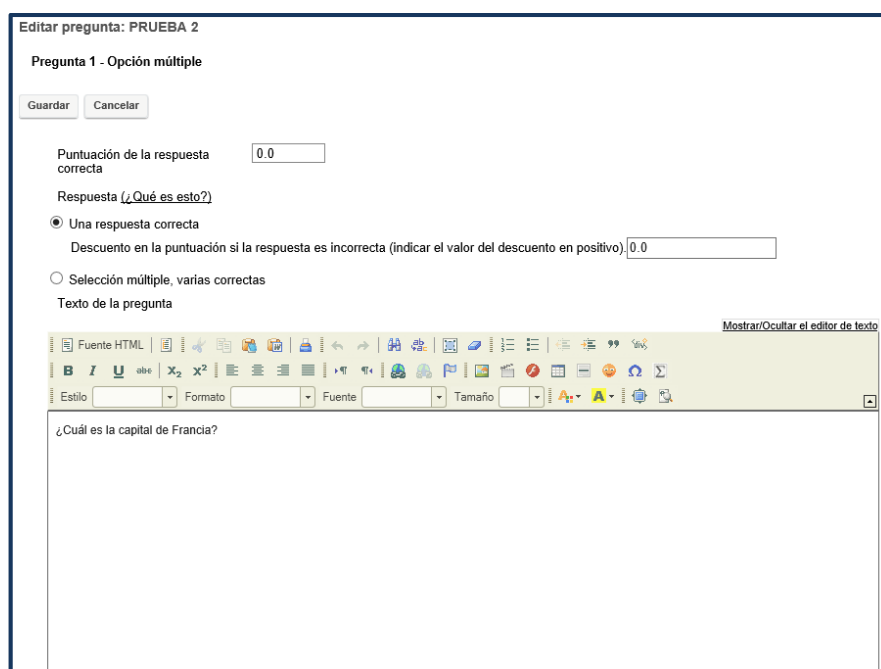 Editar pregunta: PRUEBA 2
Pregunta 1 - Opción múltiple
Guardar Cancelar
Puntuación de la respuesta
correcta
0.0
Respuesta (¿Qué es esto?)
Una respuesta correcta
Descuento en la puntuación si la respuesta es incorrecta (indicar el valor del descuento en positivo). 0.0
Selección múltiple, varias correctas
Texto de la pregunta
Mostrar/Ocultar el editor de texto
Fuente HTML
B I U abc X₂ X²
Estilo Formato Fuente Tamaño
¿Cuál es la capital de Francia?